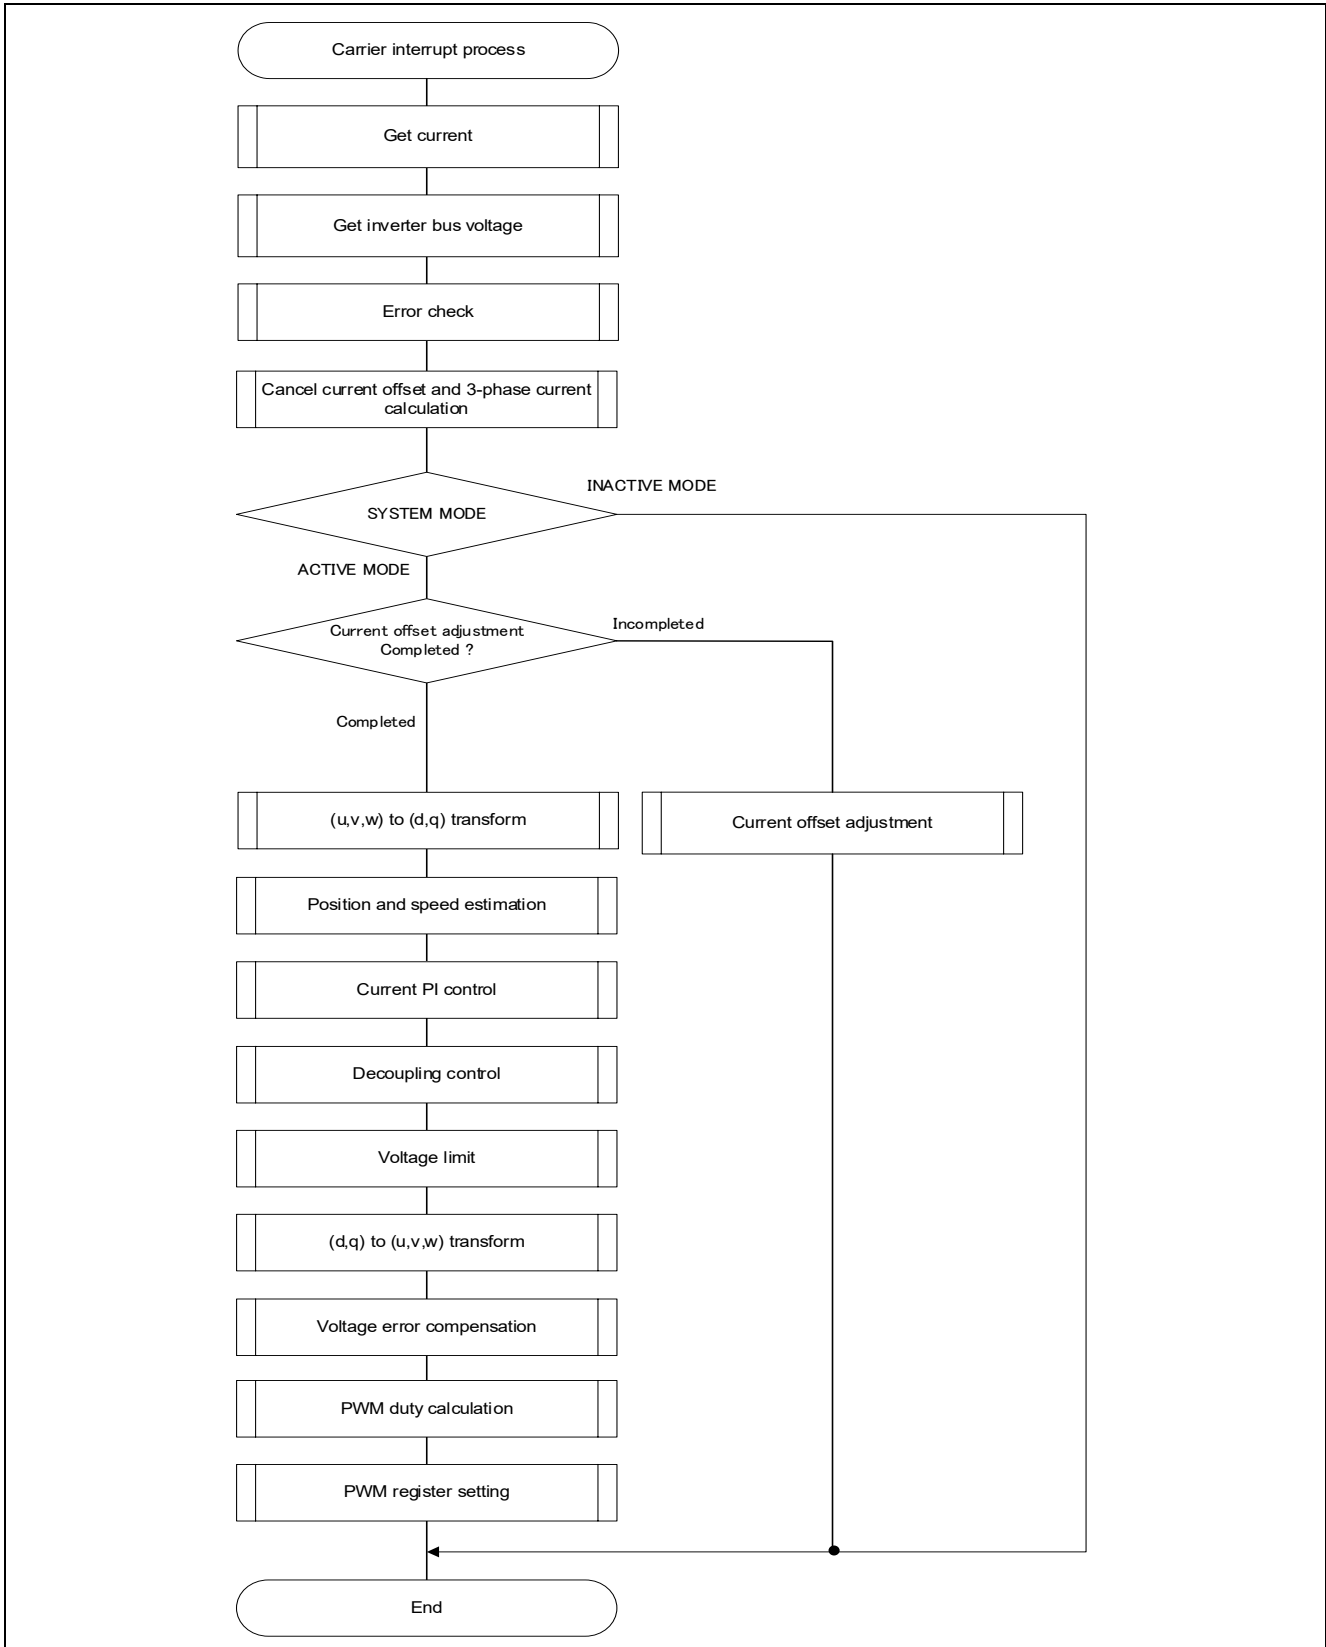 Carrier interrupt process
Get current
Get inverter bus voltage
Error check
Cancel current offset and 3-phase current
calculation
INACTIVE MODE
SYSTEM MODE
ACTIVE MODE
Current offset adjustment
Completed ?
Incompleted
Completed
(u,v,w) to (d,q) transform
Current offset adjustment
Position and speed estimation
Current PI control
Decoupling control
Voltage limit
(d,q) to (u,v,w) transform
Voltage error compensation
PWM duty calculation
PWM register setting
End